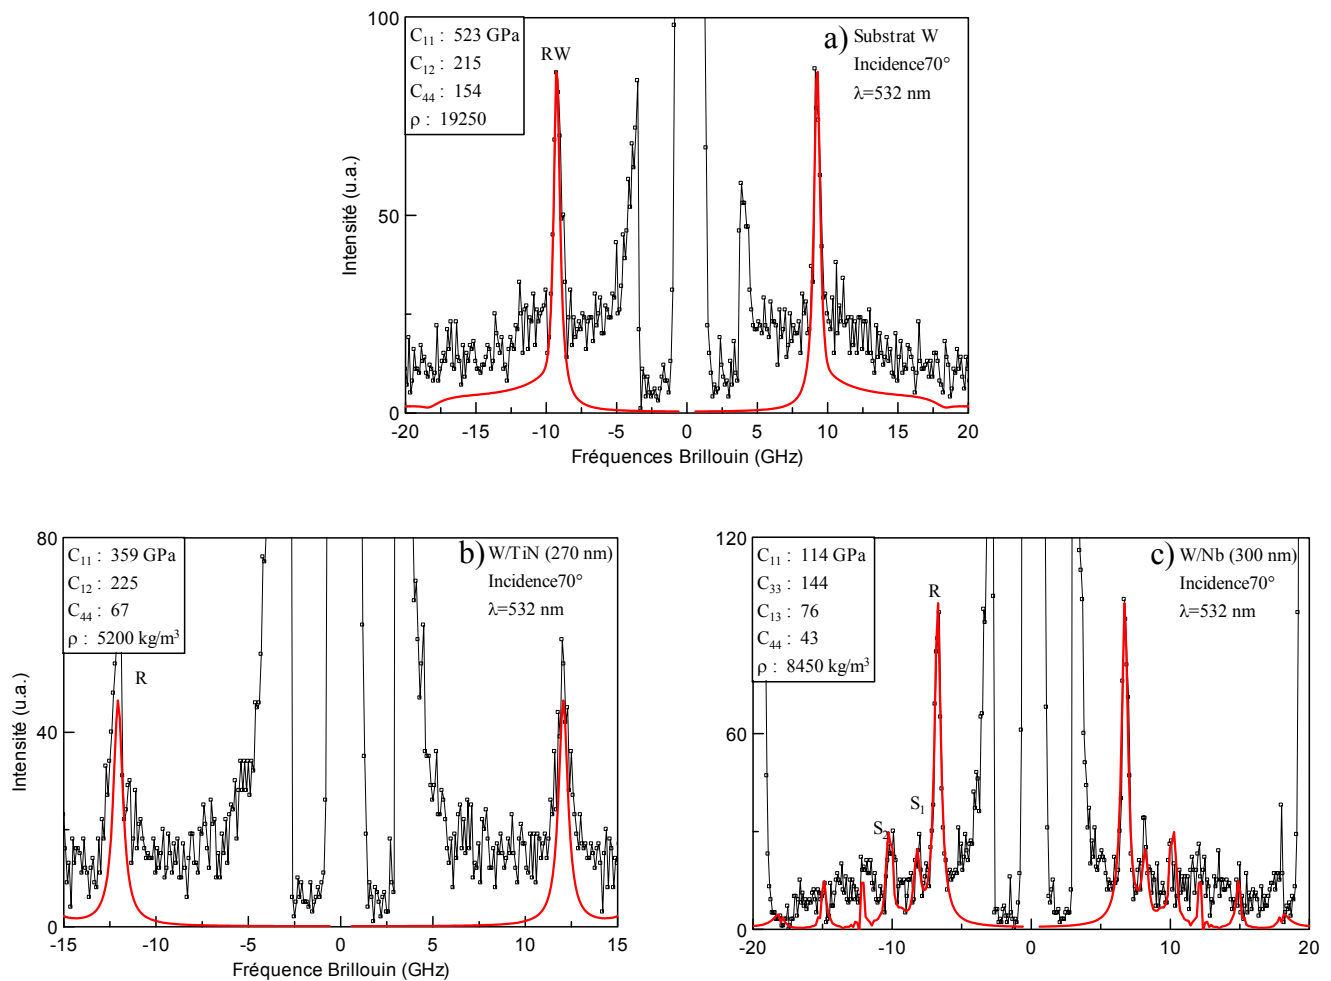 100
50
0
Intensité (u.a.)
C11 : 523 GPa
C12 : 215
C44 : 154
ρ : 19250
RW
a) Substrat W
Incidence70°
λ=532 nm
-20 -15 -10 -5 0 5 10 15 20
Fréquences Brillouin (GHz)
80
40
0
Intensité (u.a.)
C11 : 359 GPa
C12 : 225
C44 : 67
ρ : 5200 kg/m3
R
b) W/TiN (270 nm)
Incidence70°
λ=532 nm
-15 -10 -5 0 5 10 15
Fréquence Brillouin (GHz)
120
60
0
C11 : 114 GPa
C33 : 144
C13 : 76
C44 : 43
ρ : 8450 kg/m3
R
S1
S2
c) W/Nb (300 nm)
Incidence70°
λ=532 nm
-20 -10 0 10 20